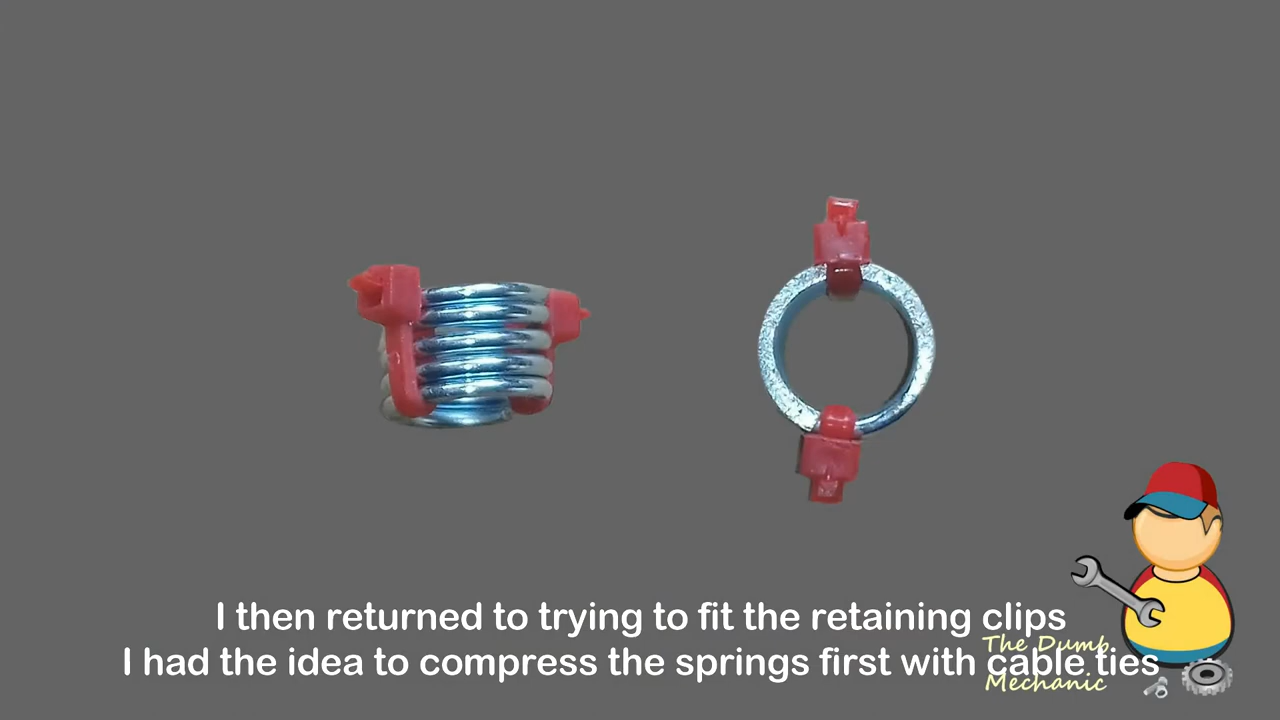 I then returned to trying to fit the retaining clips
I had the idea to compress the springs first with cable ties
The Dumb
Mechanic